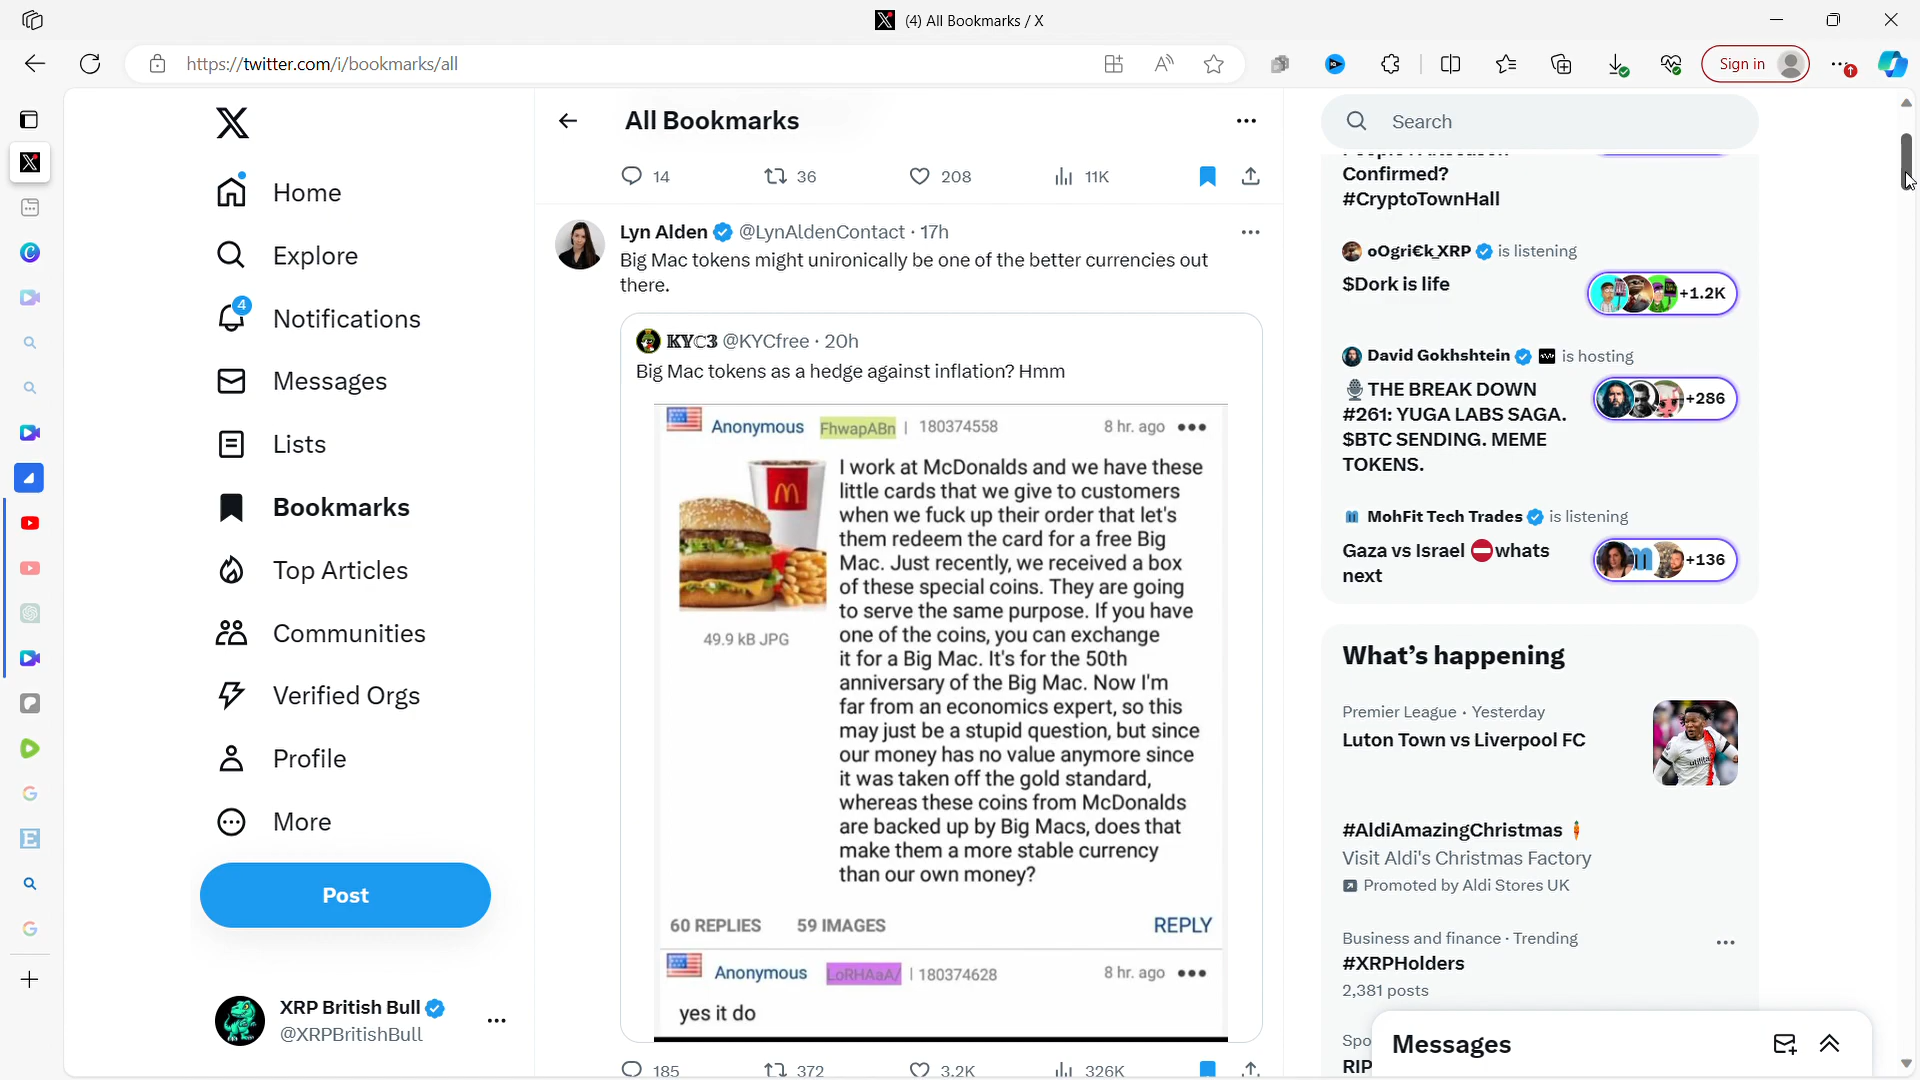 (4) All Bookmarks / X
https://twitter.com/i/bookmarks/all
Sign in
Home
Explore
4
Notifications
Messages
Lists
Bookmarks
Top Articles
Communities
Verified Orgs
Profile
More
Post
XRP British Bull
@XRPBritishBull
All Bookmarks
14 36 208 11K
Lyn Alden @LynAldenContact · 17h
Big Mac tokens might unironically be one of the better currencies out
there.
KYC3 @KYCfree · 20h
Big Mac tokens as a hedge against inflation? Hmm
Anonymous FhwapABn | 180374558 8 hr. ago
49.9 kB JPG
I work at McDonalds and we have these
little cards that we give to customers
when we fuck up their order that let's
them redeem the card for a free Big
Mac. Just recently, we received a box
of these special coins. They are going
to serve the same purpose. If you have
one of the coins, you can exchange
it for a Big Mac. It's for the 50th
anniversary of the Big Mac. Now I'm
far from an economics expert, so this
may just be a stupid question, but since
our money has no value anymore since
it was taken off the gold standard,
whereas these coins from McDonalds
are backed up by Big Macs, does that
make them a more stable currency
than our own money?
60 REPLIES 59 IMAGES REPLY
Anonymous LoRHAaA/ | 180374628 8 hr. ago
yes it do
185 372 3.2K 326K
Search
Confirmed?
#CryptoTownHall
oOgri€k_XRP is listening
$Dork is life
+1.2K
David Gokhshtein is hosting
THE BREAK DOWN
#261: YUGA LABS SAGA.
$BTC SENDING. MEME
TOKENS.
+286
MohFit Tech Trades is listening
Gaza vs Israel ⛔whats
next
+136
What's happening
Premier League · Yesterday
Luton Town vs Liverpool FC
#AldiAmazingChristmas
Visit Aldi's Christmas Factory
Promoted by Aldi Stores UK
Business and finance · Trending
#XRPHolders
2,381 posts
Spo
RIP
Messages